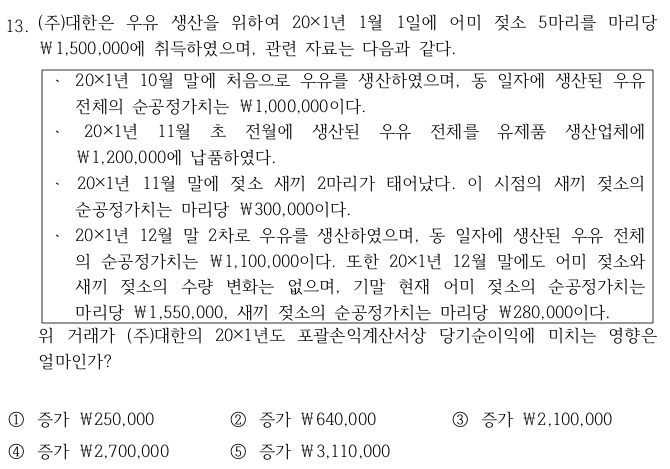 13. (주)대한은 우유 생산을 위하여 20×1년 1월 1일에 어미 젖소 5마리를 마리당
₩1,500,000에 취득하였으며, 관련 자료는 다음과 같다.
· 20×1년 10월 말에 처음으로 우유를 생산하였으며, 동 일자에 생산된 우유
전체의 순공정가치는 ₩1,000,000이다.
· 20×1년 11월 초 전월에 생산된 우유 전체를 유제품 생산업체에
₩1,200,000에 납품하였다.
· 20×1년 11월 말에 젖소 새끼 2마리가 태어났다. 이 시점의 새끼 젖소의
순공정가치는 마리당 ₩300,000이다.
· 20×1년 12월 말 2차로 우유를 생산하였으며, 동 일자에 생산된 우유 전체
의 순공정가치는 ₩1,100,000이다. 또한 20×1년 12월 말에도 어미 젖소와
새끼 젖소의 수량 변화는 없으며, 기말 현재 어미 젖소의 순공정가치는
마리당 ₩1,550,000, 새끼 젖소의 순공정가치는 마리당 ₩280,000이다.
위 거래가 (주)대한의 20×1년도 포괄손익계산서상 당기순이익에 미치는 영향은
얼마인가?
① 증가 ₩250,000 ② 증가 ₩640,000 ③ 증가 ₩2,100,000
④ 증가 ₩2,700,000 ⑤ 증가 ₩3,110,000